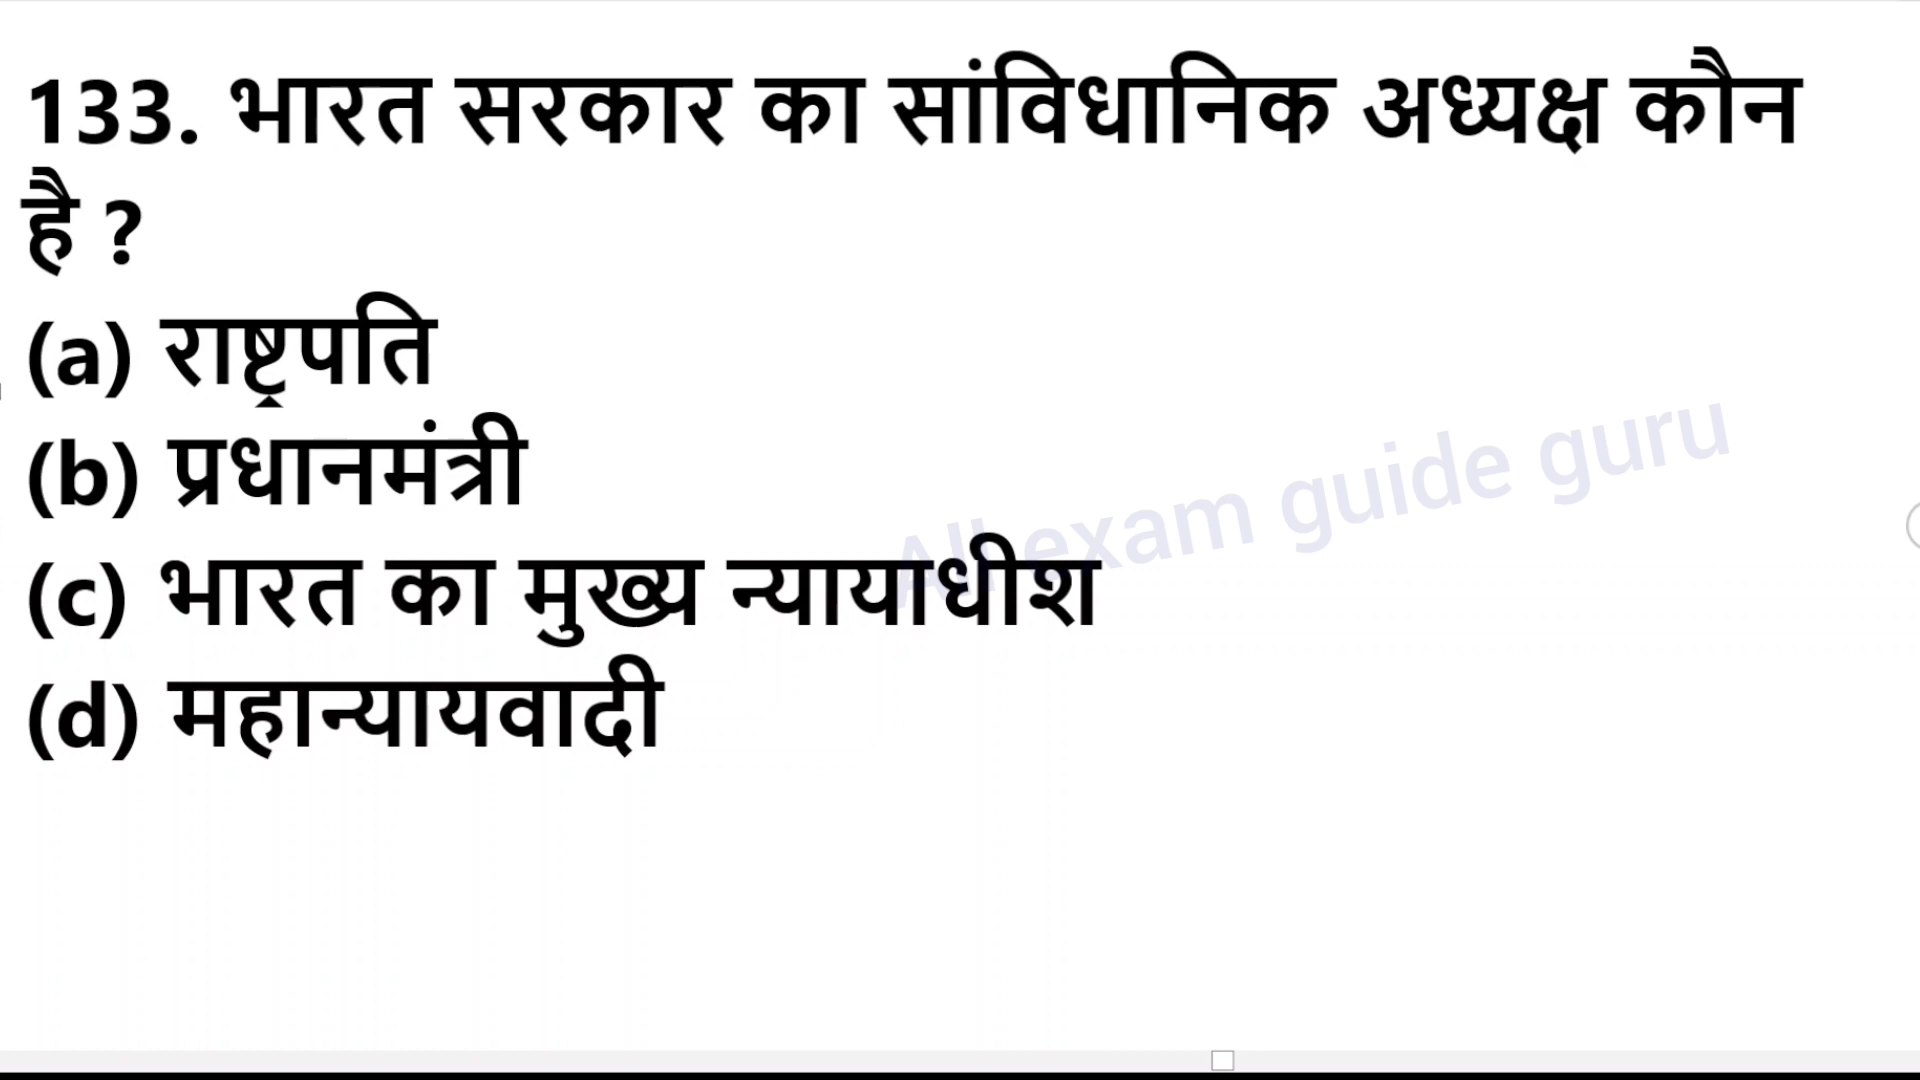 133. भारत सरकार का सांविधानिक अध्यक्ष कौन
है ?
(a) राष्ट्रपति
(b) प्रधानमंत्री
(c) भारत का मुख्य न्यायाधीश
(d) महान्यायवादी
All exam guide guru